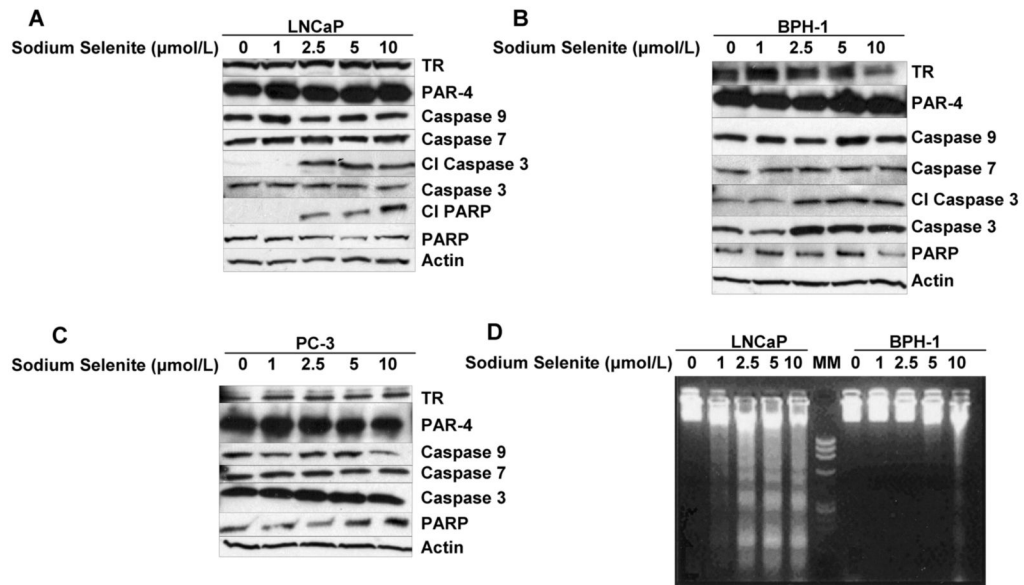 A
LNCaP
Sodium Selenite (µmol/L) 0 1 2.5 5 10
TR
PAR-4
Caspase 9
Caspase 7
Cl Caspase 3
Caspase 3
Cl PARP
PARP
Actin
B
BPH-1
Sodium Selenite (µmol/L) 0 1 2.5 5 10
TR
PAR-4
Caspase 9
Caspase 7
Cl Caspase 3
Caspase 3
PARP
Actin
C
PC-3
Sodium Selenite (µmol/L) 0 1 2.5 5 10
TR
PAR-4
Caspase 9
Caspase 7
Caspase 3
PARP
Actin
D
LNCaP BPH-1
Sodium Selenite (µmol/L) 0 1 2.5 5 10 MM 0 1 2.5 5 10